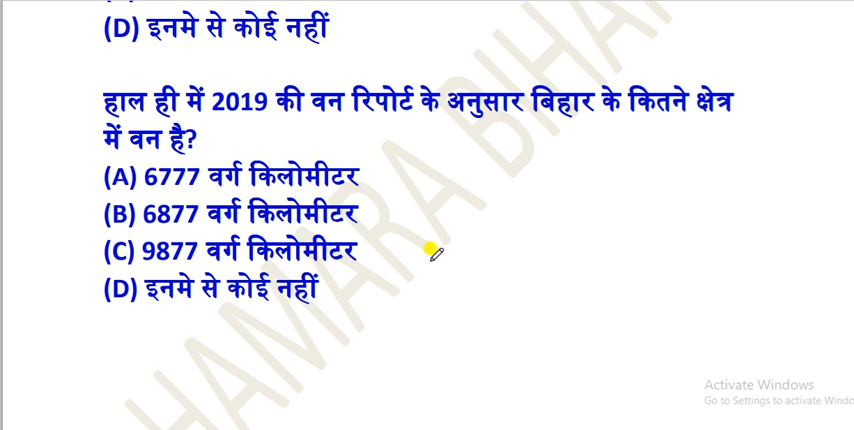 (D) इनमे से कोई नहीं
हाल ही में 2019 की वन रिपोर्ट के अनुसार बिहार के कितने क्षेत्र
में वन है?
(A) 6777 वर्ग किलोमीटर
(B) 6877 वर्ग किलोमीटर
(C) 9877 वर्ग किलोमीटर
(D) इनमे से कोई नहीं
HAMARA BIHAR
Activate Windows
Go to Settings to activate Windo